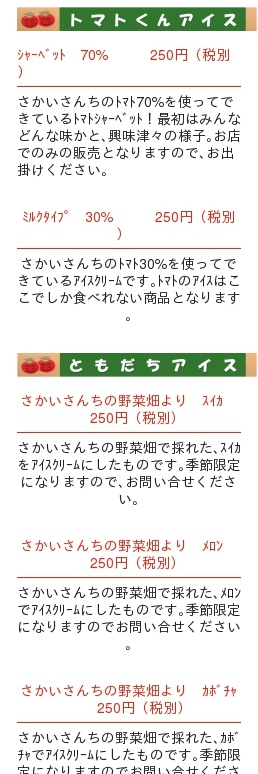 トマトくんアイス
ｼｬｰﾍﾞｯﾄ　70%　　　250円（税別
）
さかいさんちのﾄﾏﾄ70%を使ってで
きているﾄﾏﾄｼｬｰﾍﾞｯﾄ！最初はみんな
どんな味かと､興味津々の様子｡お店
でのみの販売となりますので､お出
掛けください｡
ﾐﾙｸﾀｲﾌﾟ　30%　　　250円（税別
）
さかいさんちのﾄﾏﾄ30%を使ってで
きているｱｲｽｸﾘｰﾑです｡ﾄﾏﾄのｱｲｽはこ
こでしか食べれない商品となります
｡
ともだちアイス
さかいさんちの野菜畑より　ｽｲｶ
250円（税別）
さかいさんちの野菜畑で採れた､ｽｲｶ
をｱｲｽｸﾘｰﾑにしたものです｡季節限定
になりますので､お問い合せくださ
い｡
さかいさんちの野菜畑より　ﾒﾛﾝ
250円（税別）
さかいさんちの野菜畑で採れた､ﾒﾛﾝ
でｱｲｽｸﾘｰﾑにしたものです｡季節限定
になりますのでお問い合せください
｡
さかいさんちの野菜畑より　ｶﾎﾞﾁｬ
250円（税別）
さかいさんちの野菜畑で採れた､ｶﾎﾞ
ﾁｬでｱｲｽｸﾘｰﾑにしたものです｡季節限
定になりますのでお問い合せくださ